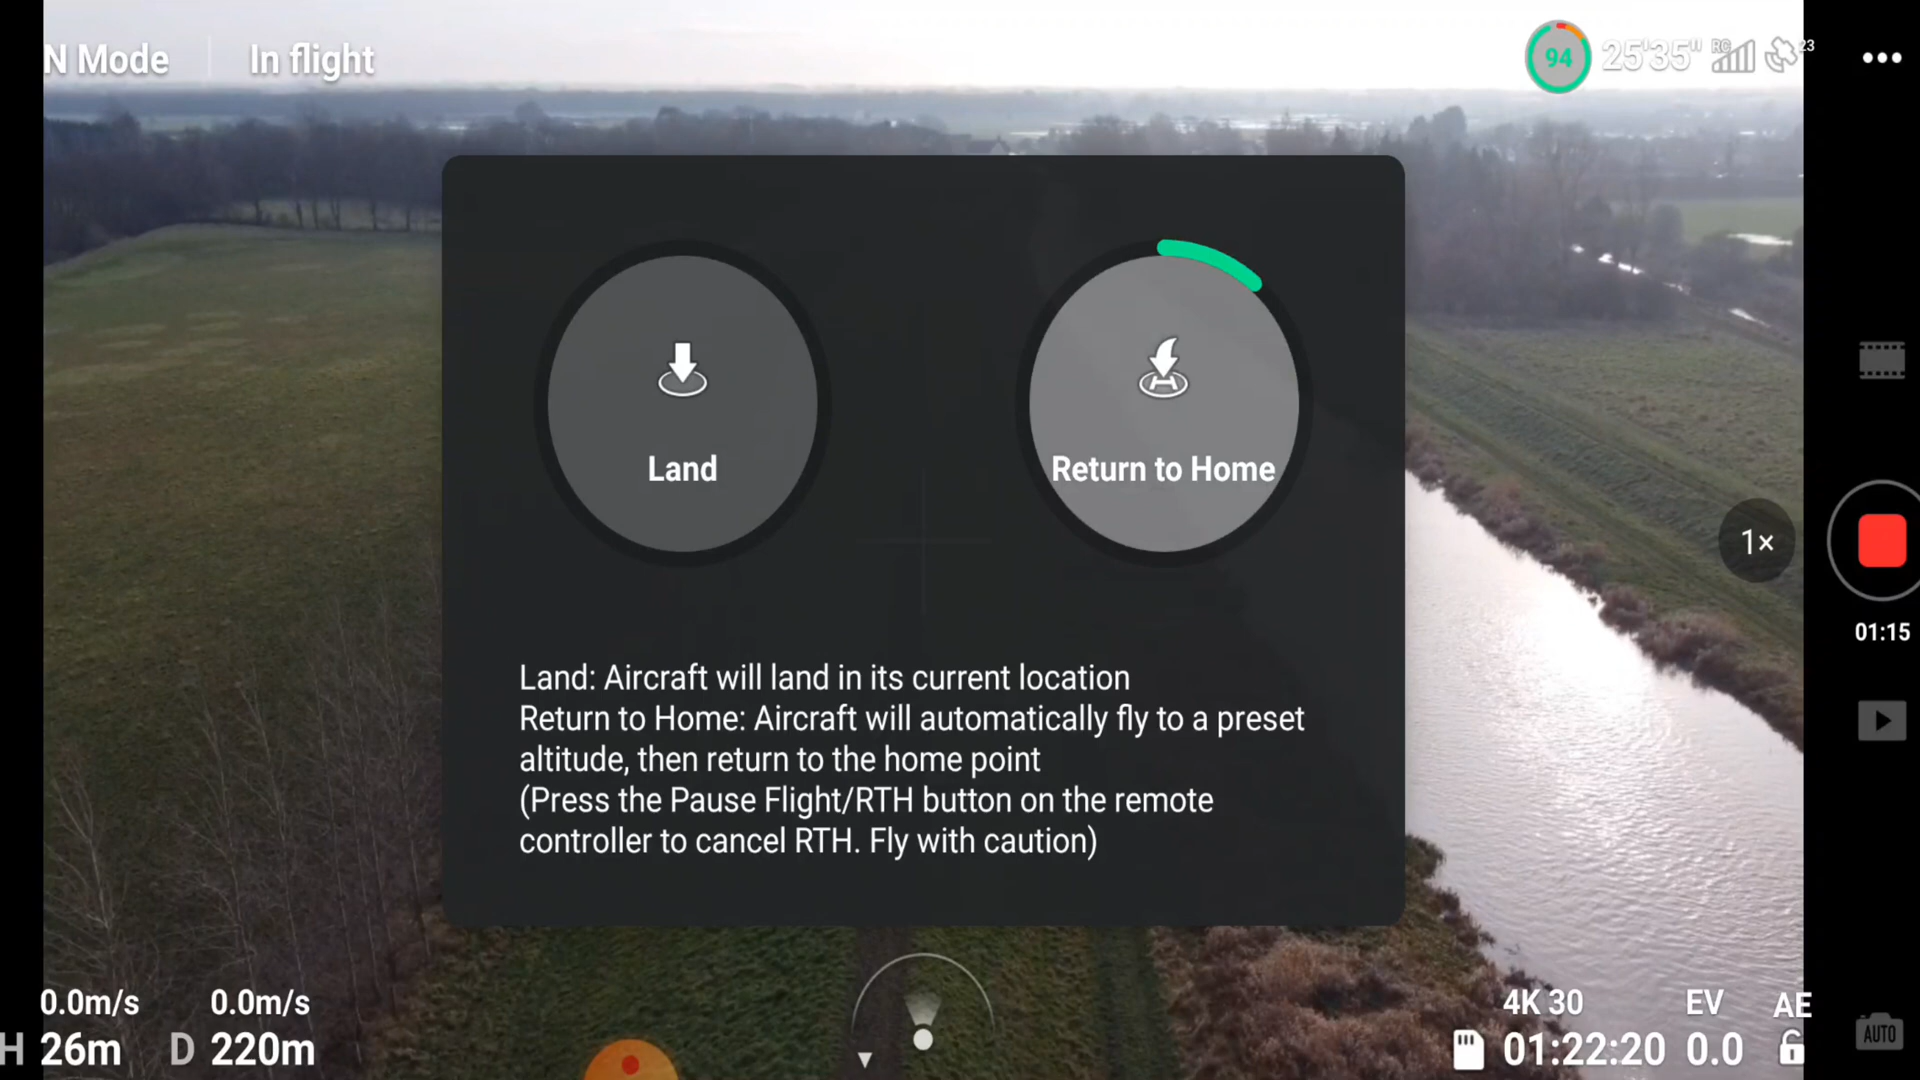 N Mode In flight
94 25'35" RC 23
Land
Return to Home
1×
01:15
Land: Aircraft will land in its current location
Return to Home: Aircraft will automatically fly to a preset
altitude, then return to the home point
(Press the Pause Flight/RTH button on the remote
controller to cancel RTH. Fly with caution)
0.0m/s 0.0m/s
H 26m D 220m
4K 30 EV AE
01:22:20 0.0
AUTO